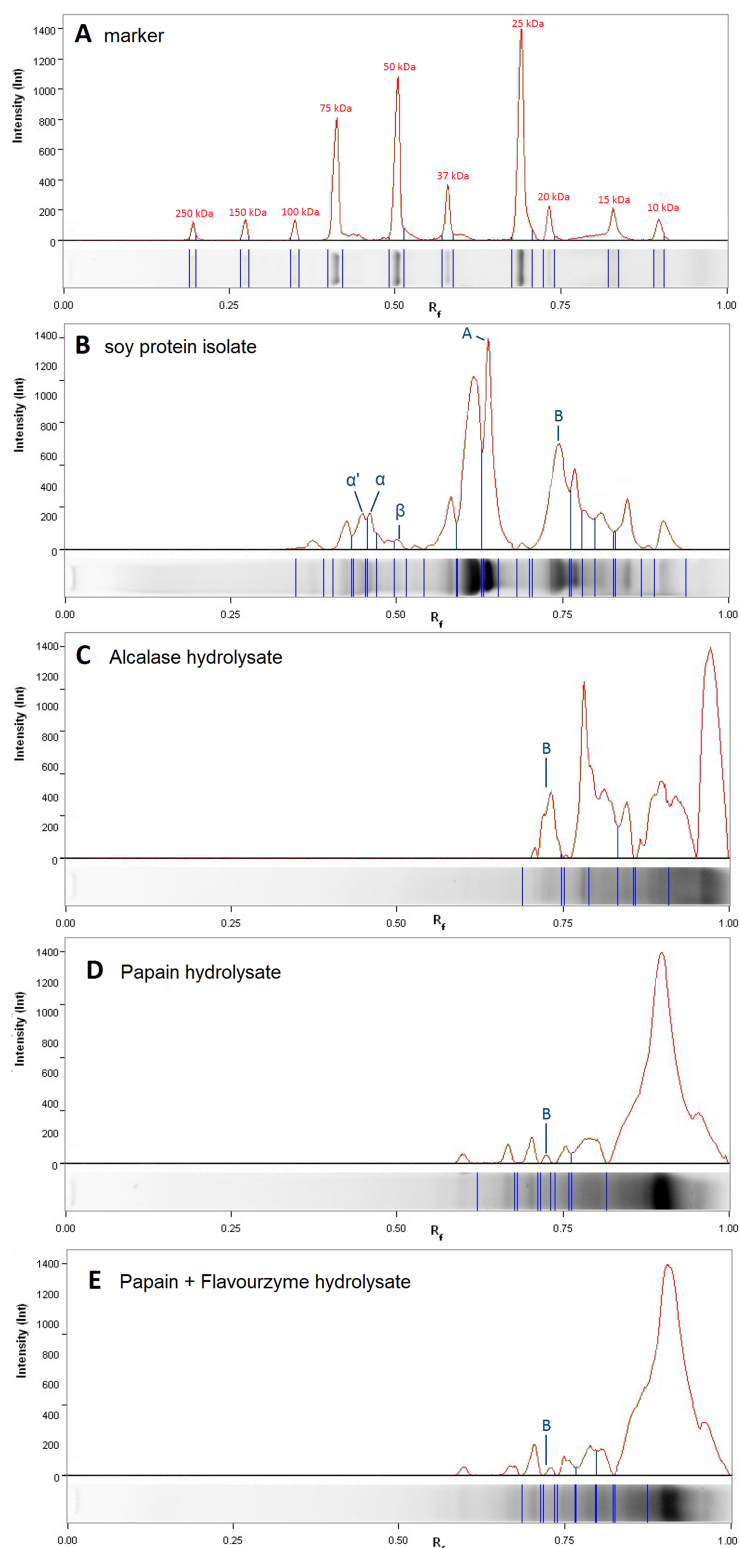 A marker
Intensity (Int)
1400
1200
1000
800
600
400
200
0
250 kDa
150 kDa
100 kDa
75 kDa
50 kDa
37 kDa
25 kDa
20 kDa
15 kDa
10 kDa
0.00 0.25 0.50 0.75 1.00
Rf
B soy protein isolate
Intensity (Int)
1400
1200
1000
800
600
400
200
0
α'
α
β
A
B
0.00 0.25 0.50 0.75 1.00
Rf
C Alcalase hydrolysate
Intensity (Int)
1400
1200
1000
800
600
400
200
0
B
0.00 0.25 0.50 0.75 1.00
Rf
D Papain hydrolysate
Intensity (Int)
1400
1200
1000
800
600
400
200
0
B
0.00 0.25 0.50 0.75 1.00
Rf
E Papain + Flavourzyme hydrolysate
Intensity (Int)
1400
1200
1000
800
600
400
200
0
B
0.00 0.25 0.50 0.75 1.00
Rf